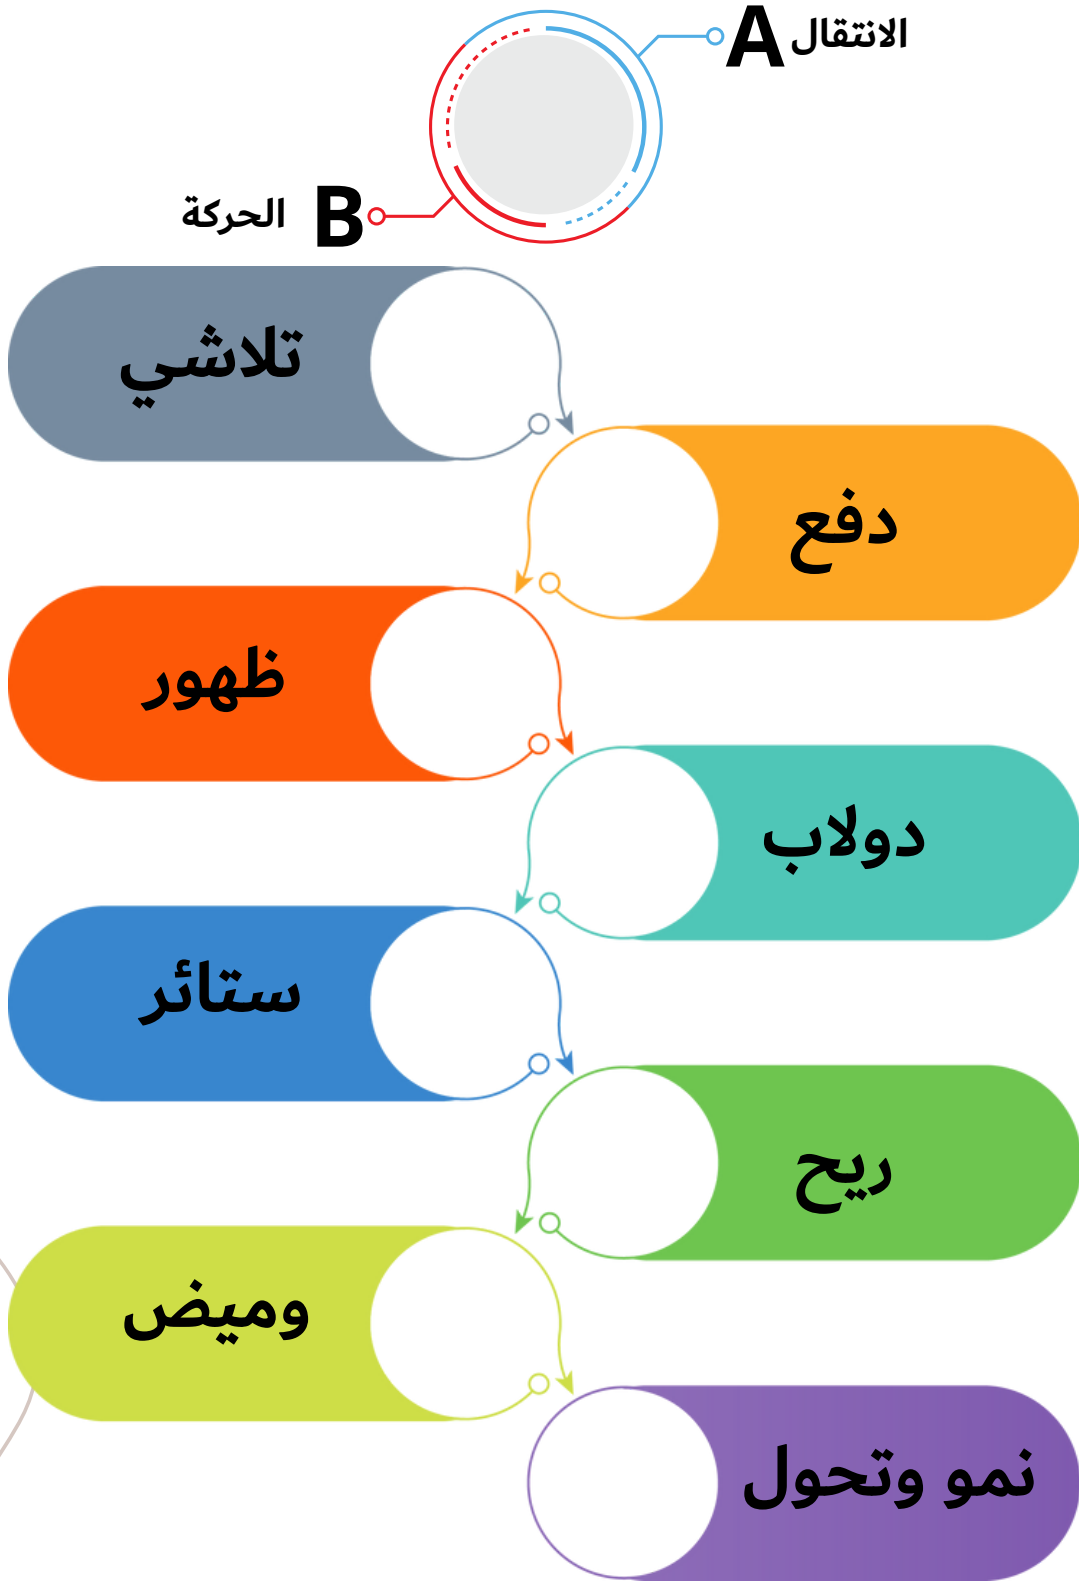 A الانتقال
B الحركة
تلاشي
دفع
ظهور
دولاب
ستائر
ريح
وميض
نمو وتحول